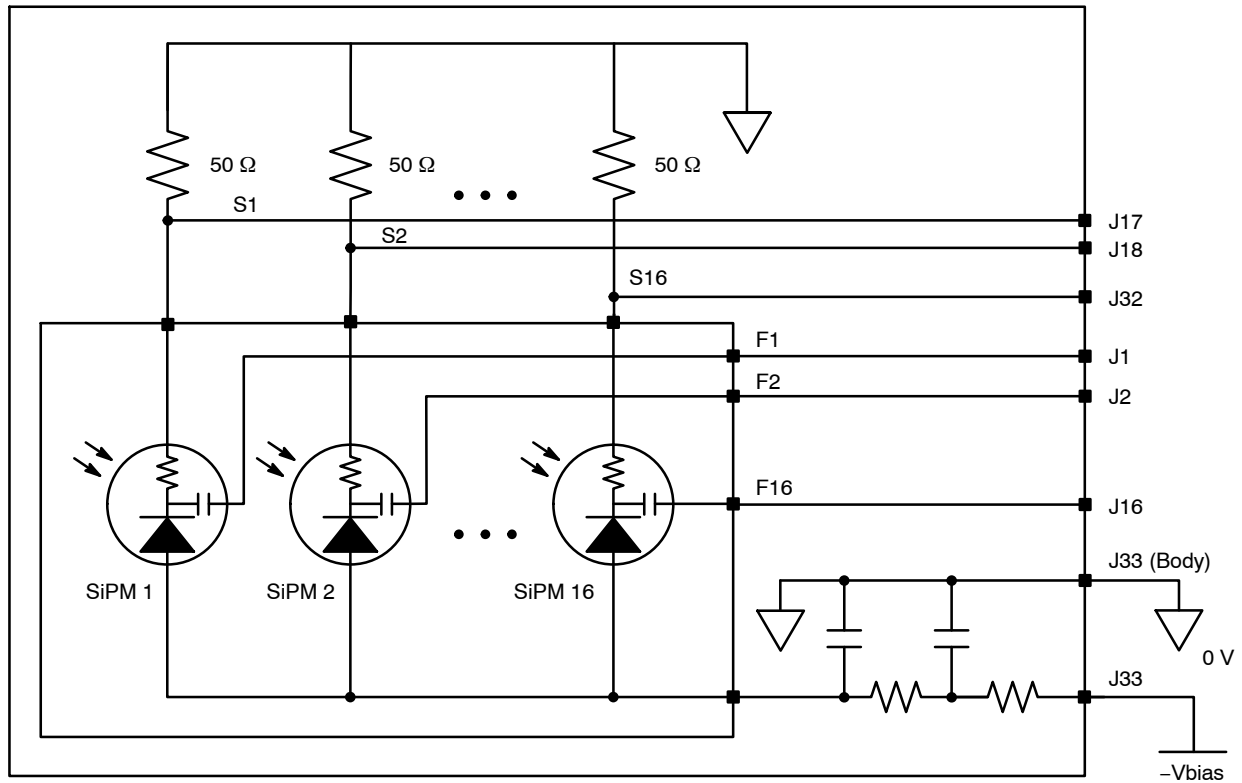 50 Ω
50 Ω
50 Ω
S1
J17
S2
J18
S16
J32
F1
J1
F2
J2
F16
J16
J33 (Body)
SiPM 1
SiPM 2
SiPM 16
0 V
J33
−Vbias